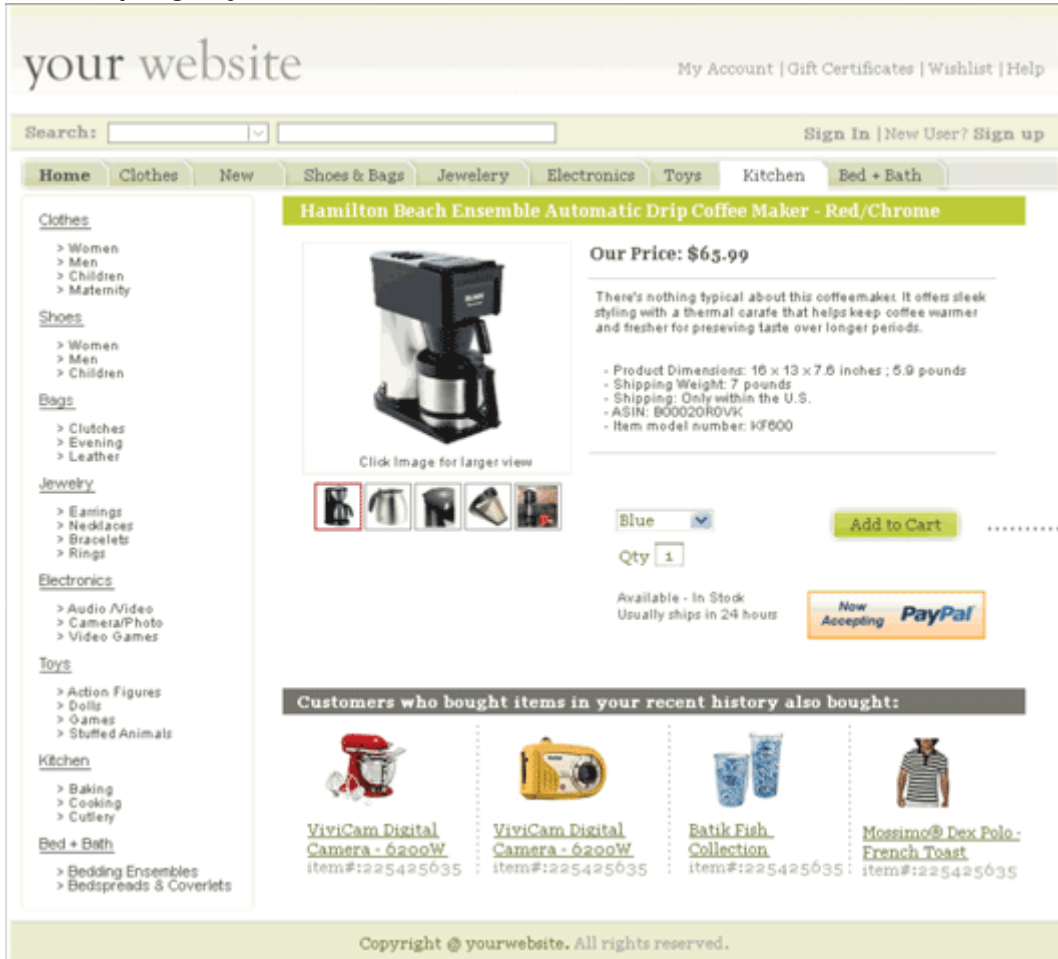 your website
My Account | Gift Certificates | Wishlist | Help
Search:
Sign In | New User? Sign up
Home Clothes New Shoes & Bags Jewelery Electronics Toys Kitchen Bed + Bath
Clothes
> Women
> Men
> Children
> Maternity
Shoes
> Women
> Men
> Children
Bags
> Clutches
> Evening
> Leather
Jewelry
> Earrings
> Necklaces
> Bracelets
> Rings
Electronics
> Audio /Video
> Camera/Photo
> Video Games
Toys
> Action Figures
> Dolls
> Games
> Stuffed Animals
Kitchen
> Baking
> Cooking
> Cutlery
Bed + Bath
> Bedding Ensembles
> Bedspreads & Coverlets
Hamilton Beach Ensemble Automatic Drip Coffee Maker - Red/Chrome
Click Image for larger view
Our Price: $65.99
There's nothing typical about this coffeemaker. It offers sleek
styling with a thermal carafe that helps keep coffee warmer
and fresher for preseving taste over longer periods.
- Product Dimensions: 16 x 13 x 7.6 inches ; 5.9 pounds
- Shipping Weight: 7 pounds
- Shipping: Only within the U.S.
- ASIN: B00020R0VK
- Item model number: KF600
Blue
Add to Cart
Qty 1
Available - In Stock
Usually ships in 24 hours
Now
Accepting PayPal
Customers who bought items in your recent history also bought:
ViviCam Digital
Camera - 6200W
item#:225425635
ViviCam Digital
Camera - 6200W
item#:225425635
Batik Fish
Collection
item#:225425635
Mossimo® Dex Polo -
French Toast
item#:225425635
Copyright @ yourwebsite. All rights reserved.